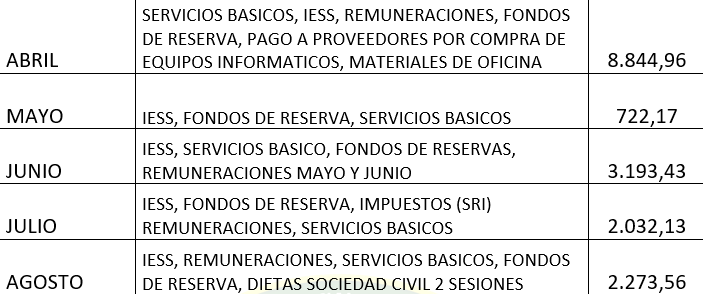 SERVICIOS BASICOS, IESS, REMUNERACIONES, FONDOS
DE RESERVA, PAGO A PROVEEDORES POR COMPRA DE
ABRIL EQUIPOS INFORMATICOS, MATERIALES DE OFICINA 8.844,96
MAYO IESS, FONDOS DE RESERVA, SERVICIOS BASICOS 722,17
IESS, SERVICIOS BASICO, FONDOS DE RESERVAS,
JUNIO REMUNERACIONES MAYO Y JUNIO 3.193,43
IESS, FONDOS DE RESERVA, IMPUESTOS (SRI)
JULIO REMUNERACIONES, SERVICIOS BASICOS 2.032,13
IESS, REMUNERACIONES, SERVICIOS BASICOS, FONDOS
AGOSTO DE RESERVA, DIETAS SOCIEDAD CIVIL 2 SESIONES 2.273,56